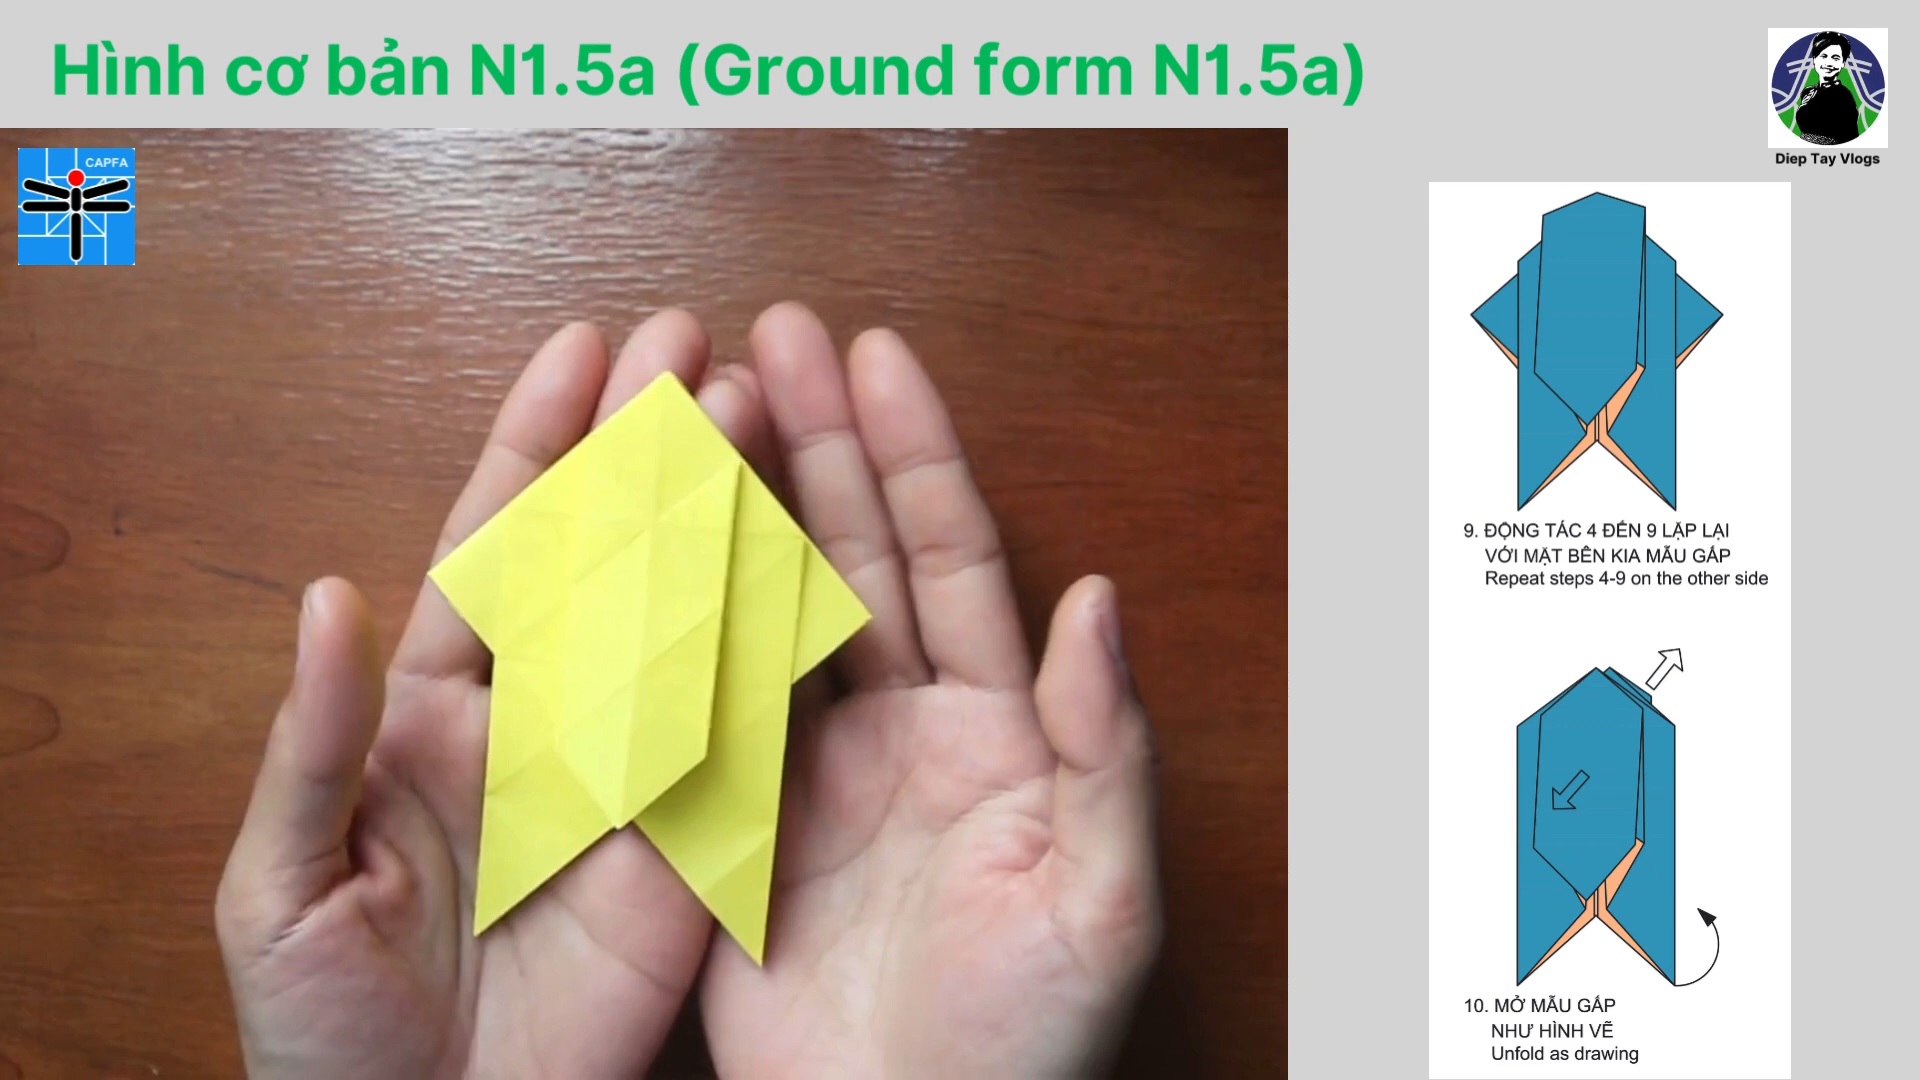 Hình cơ bản N1.5a (Ground form N1.5a)
CAPFA
Diep Tay Vlogs
9. ĐỘNG TÁC 4 ĐẾN 9 LẶP LẠI
VỚI MẶT BÊN KIA MẪU GẤP
Repeat steps 4-9 on the other side
10. MỞ MẪU GẤP
NHƯ HÌNH VẼ
Unfold as drawing